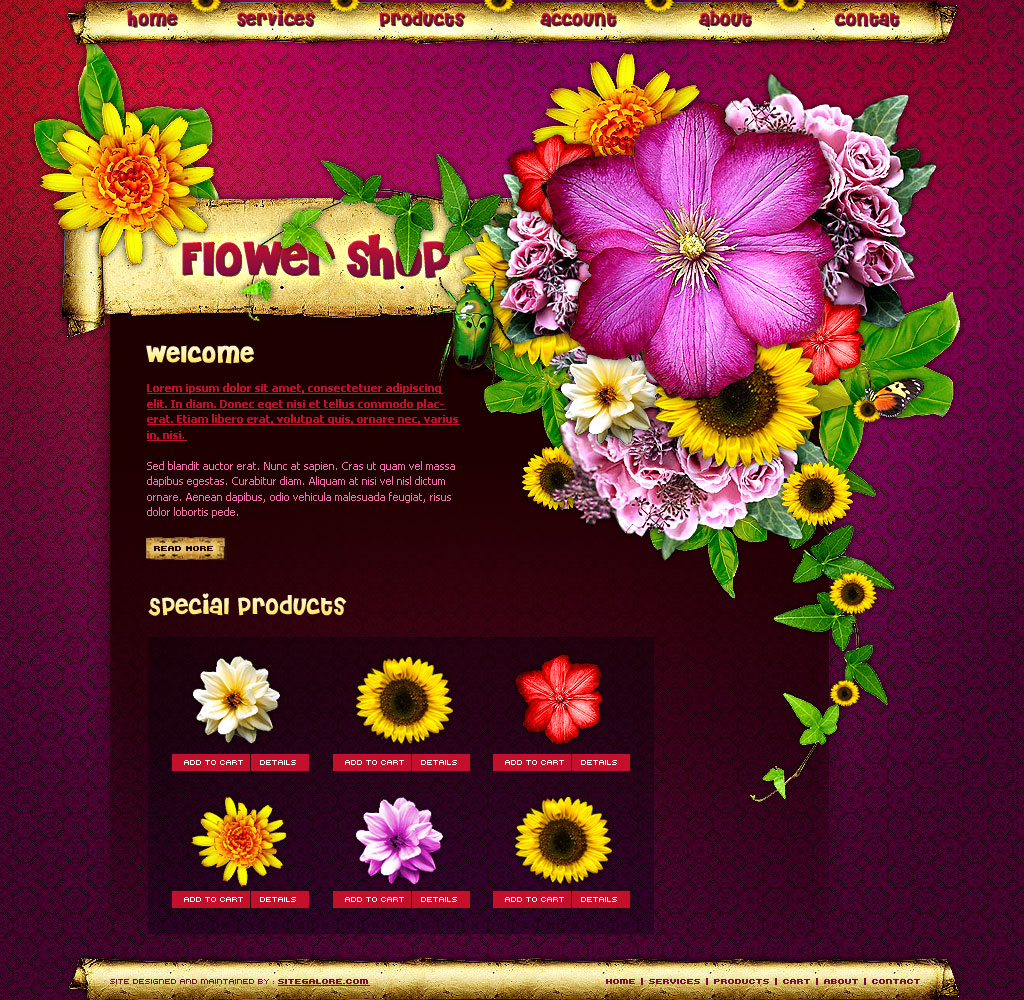 home services products account about contat
Flower Shop
welcome
Lorem ipsum dolor sit amet, consectetuer adipiscing
elit. In diam. Donec eget nisi et tellus commodo plac-
erat. Etiam libero erat, volutpat quis, ornare nec, varius
in, nisi.
Sed blandit auctor erat. Nunc at sapien. Cras ut quam vel massa
dapibus egestas. Curabitur diam. Aliquam at nisi vel nisl dictum
ornare. Aenean dapibus, odio vehicula malesuada feugiat, risus
dolor lobortis pede.
READ MORE
special products
ADD TO CART DETAILS ADD TO CART DETAILS ADD TO CART DETAILS
ADD TO CART DETAILS ADD TO CART DETAILS ADD TO CART DETAILS
SITE DESIGNED AND MAINTAINED BY : SITEGALORE.COM HOME | SERVICES | PRODUCTS | CART | ABOUT | CONTACT